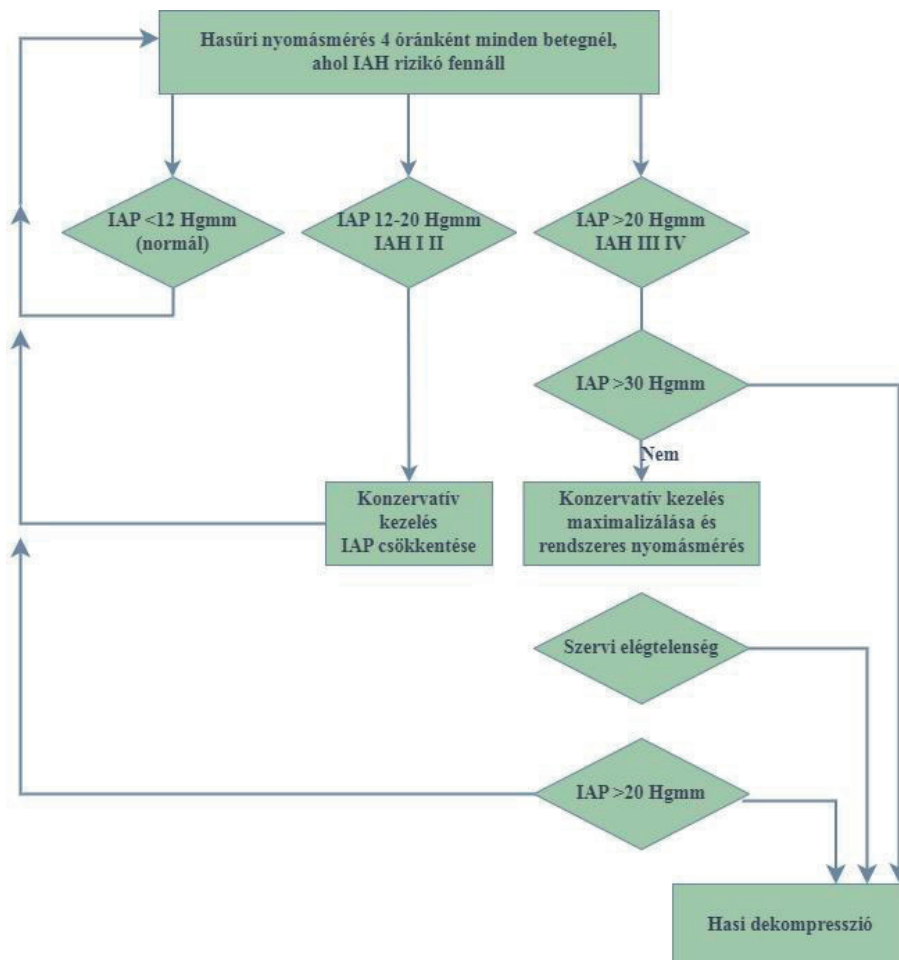 Hasűri nyomásmérés 4 óránként minden betegnél,
ahol IAH rizikó fennáll
IAP <12 Hgmm
(normál)
IAP 12-20 Hgmm
IAH I II
IAP >20 Hgmm
IAH III IV
IAP >30 Hgmm
Nem
Konzervatív
kezelés
IAP csökkentése
Konzervatív kezelés
maximalizálása és
rendszeres nyomásmérés
Szervi elégtelenség
IAP >20 Hgmm
Hasi dekompresszió